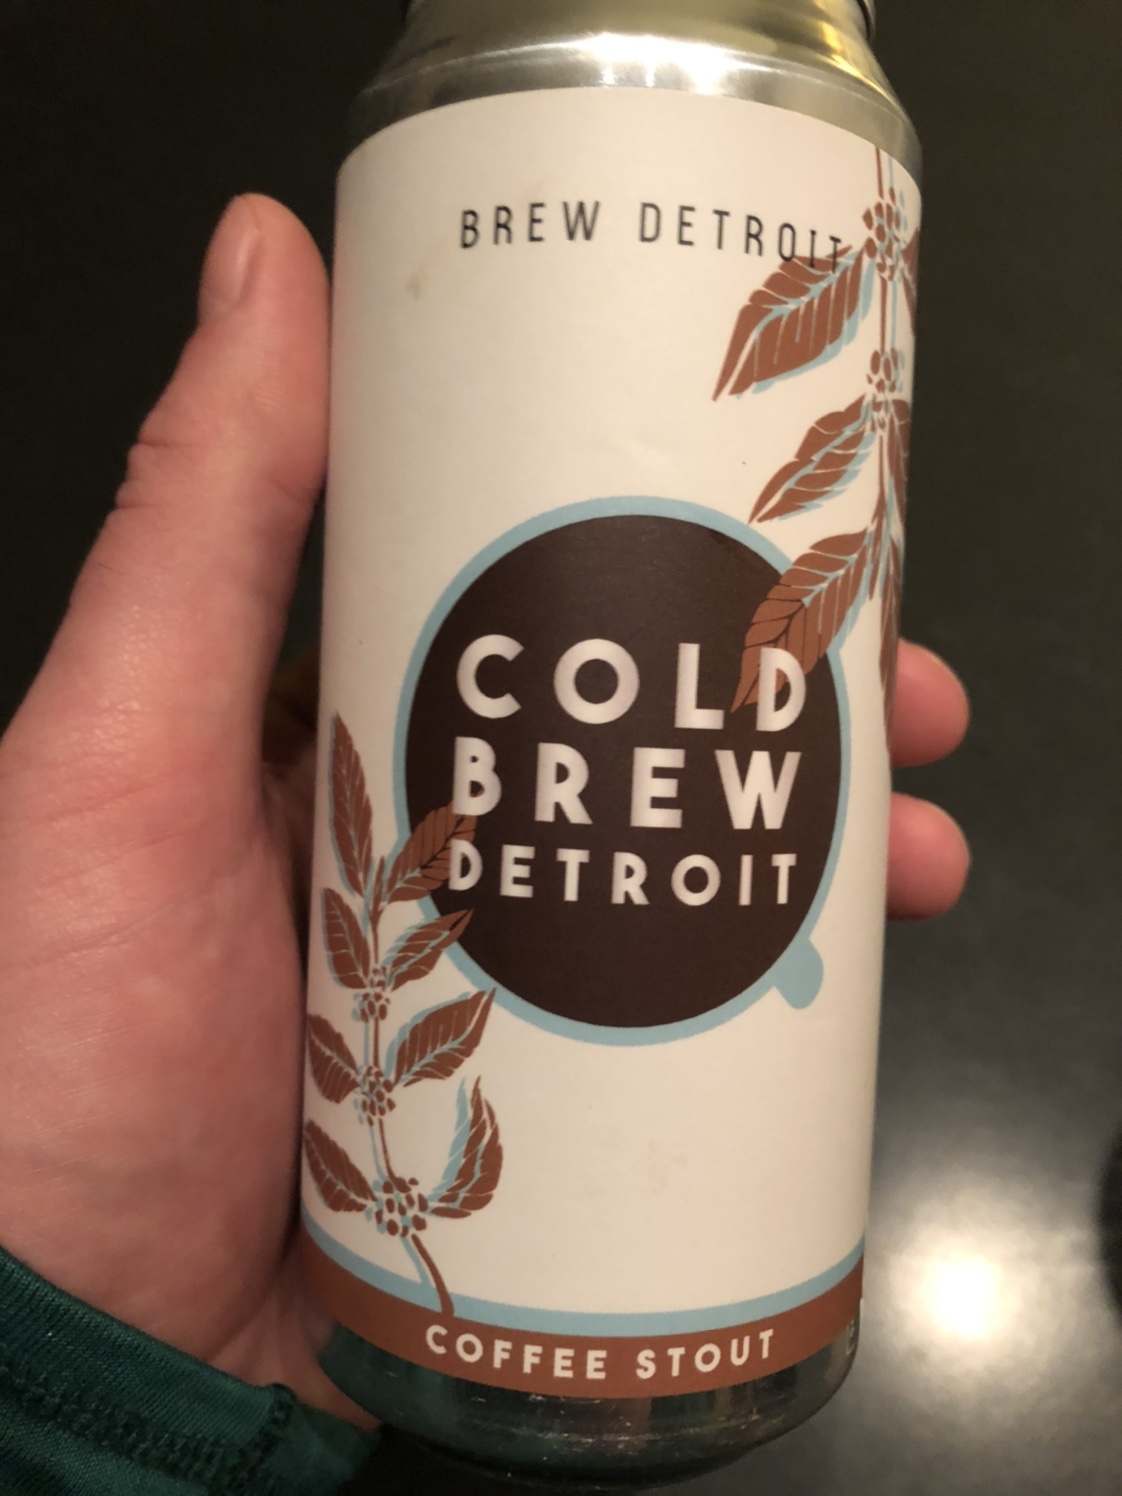 BREW DETROIT
COLD
BREW
DETROIT
COFFEE STOUT